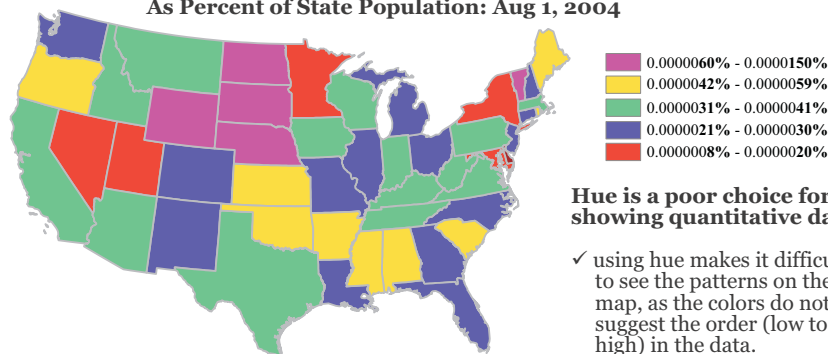 As Percent of State Population: Aug 1, 2004
0.00000060% - 0.0000150%
0.0000042% - 0.0000059%
0.0000031% - 0.0000041%
0.0000021% - 0.0000030%
0.0000008% - 0.0000020%
Hue is a poor choice for
showing quantitative da
✓ using hue makes it difficu
to see the patterns on the
map, as the colors do not
suggest the order (low to
high) in the data.